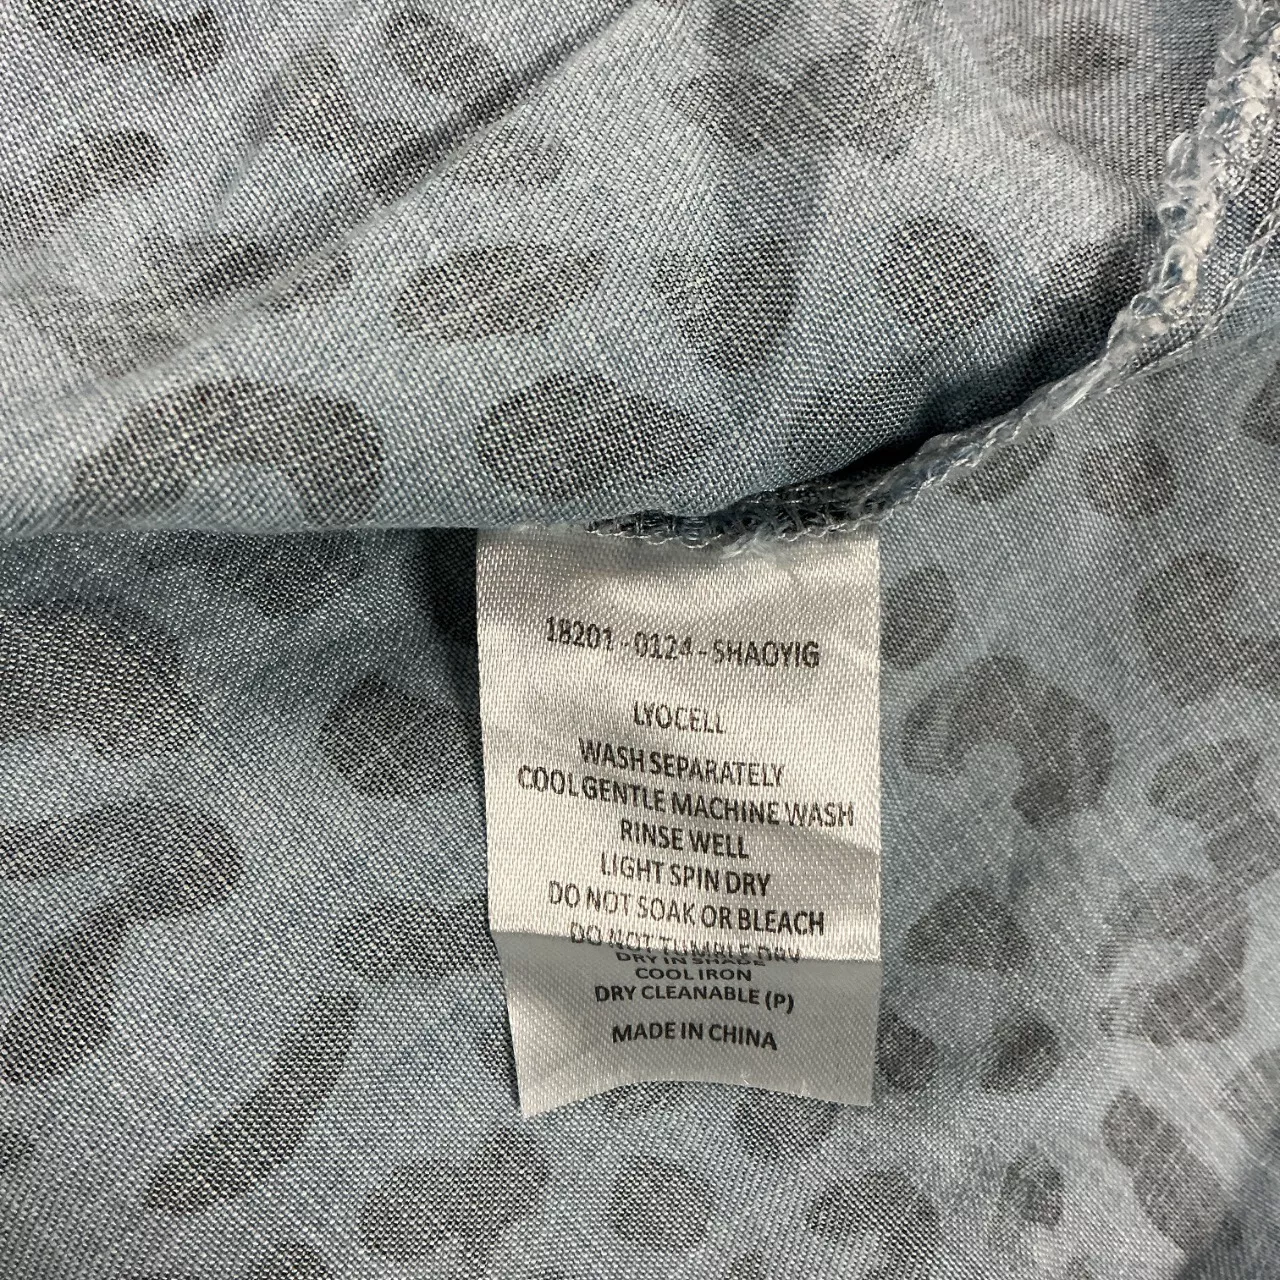 18201-0124-SHAOYIG
LYOCELL
WASH SEPARATELY
COOL GENTLE MACHINE WASH
RINSE WELL
LIGHT SPIN DRY
DO NOT SOAK OR BLEACH
DO NOT TUMBLE DRY
DRY IN SHADE
COOL IRON
DRY CLEANABLE (P)
MADE IN CHINA